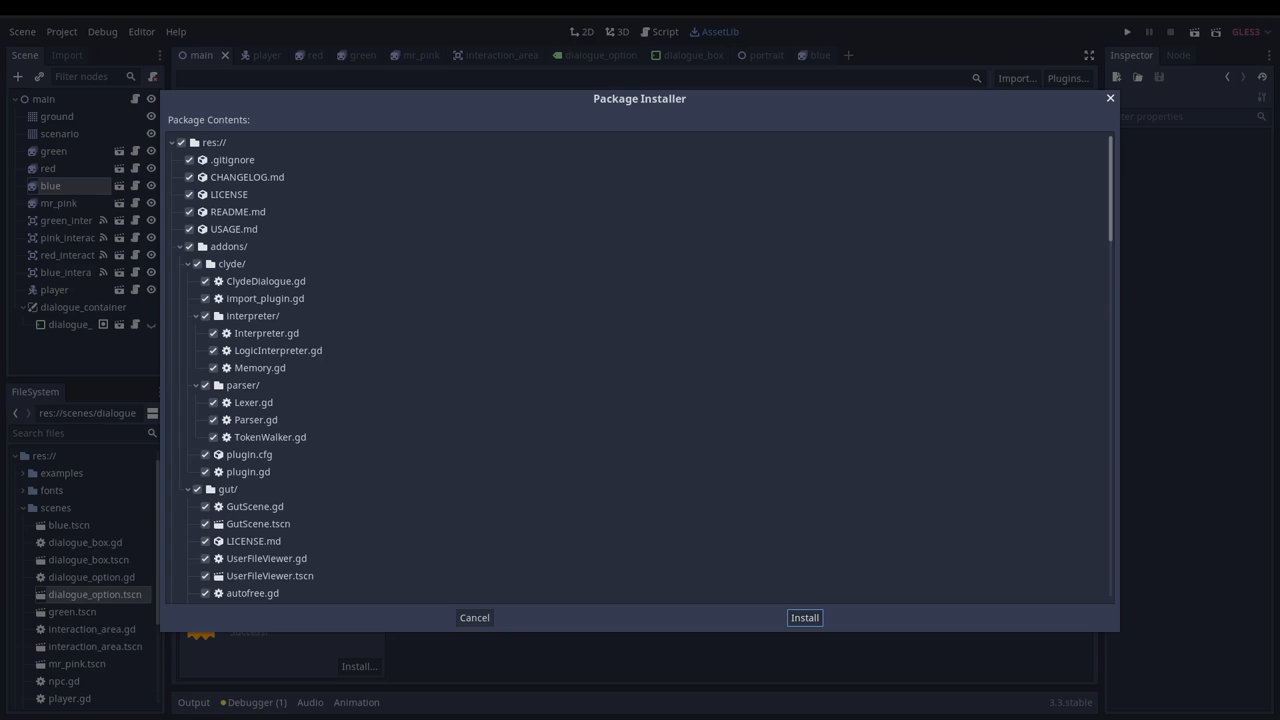 Scene Project Debug Editor Help
2D 3D Script AssetLib
GLES3
Scene Import
main player red green mr_pink interaction_area dialogue_option dialogue_box portrait blue
Inspector Node
Filter nodes
Import... Plugins...
Package Installer
Package Contents:
main
ground
scenario
green
red
blue
mr_pink
green_inter
pink_interac
red_interact
blue_intera
player
dialogue_container
dialogue_
FileSystem
res://scenes/dialogue
Search files
res://
examples
fonts
scenes
blue.tscn
dialogue_box.gd
dialogue_box.tscn
dialogue_option.gd
dialogue_option.tscn
green.tscn
interaction_area.gd
interaction_area.tscn
mr_pink.tscn
npc.gd
player.gd
res://
.gitignore
CHANGELOG.md
LICENSE
README.md
USAGE.md
addons/
clyde/
ClydeDialogue.gd
import_plugin.gd
interpreter/
Interpreter.gd
LogicInterpreter.gd
Memory.gd
parser/
Lexer.gd
Parser.gd
TokenWalker.gd
plugin.cfg
plugin.gd
gut/
GutScene.gd
GutScene.tscn
LICENSE.md
UserFileViewer.gd
UserFileViewer.tscn
autofree.gd
Cancel Install
ter properties
Success!
Install...
Output Debugger (1) Audio Animation
3.3.stable